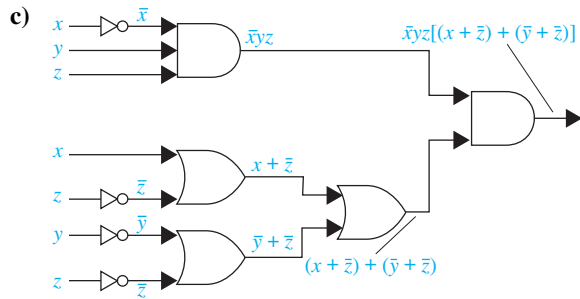 c)
x x̄
y
z
x̄yz
x̄yz[(x + z̄) + (ȳ + z̄)]
x
z z̄
x + z̄
y ȳ
z z̄
ȳ + z̄
(x + z̄) + (ȳ + z̄)